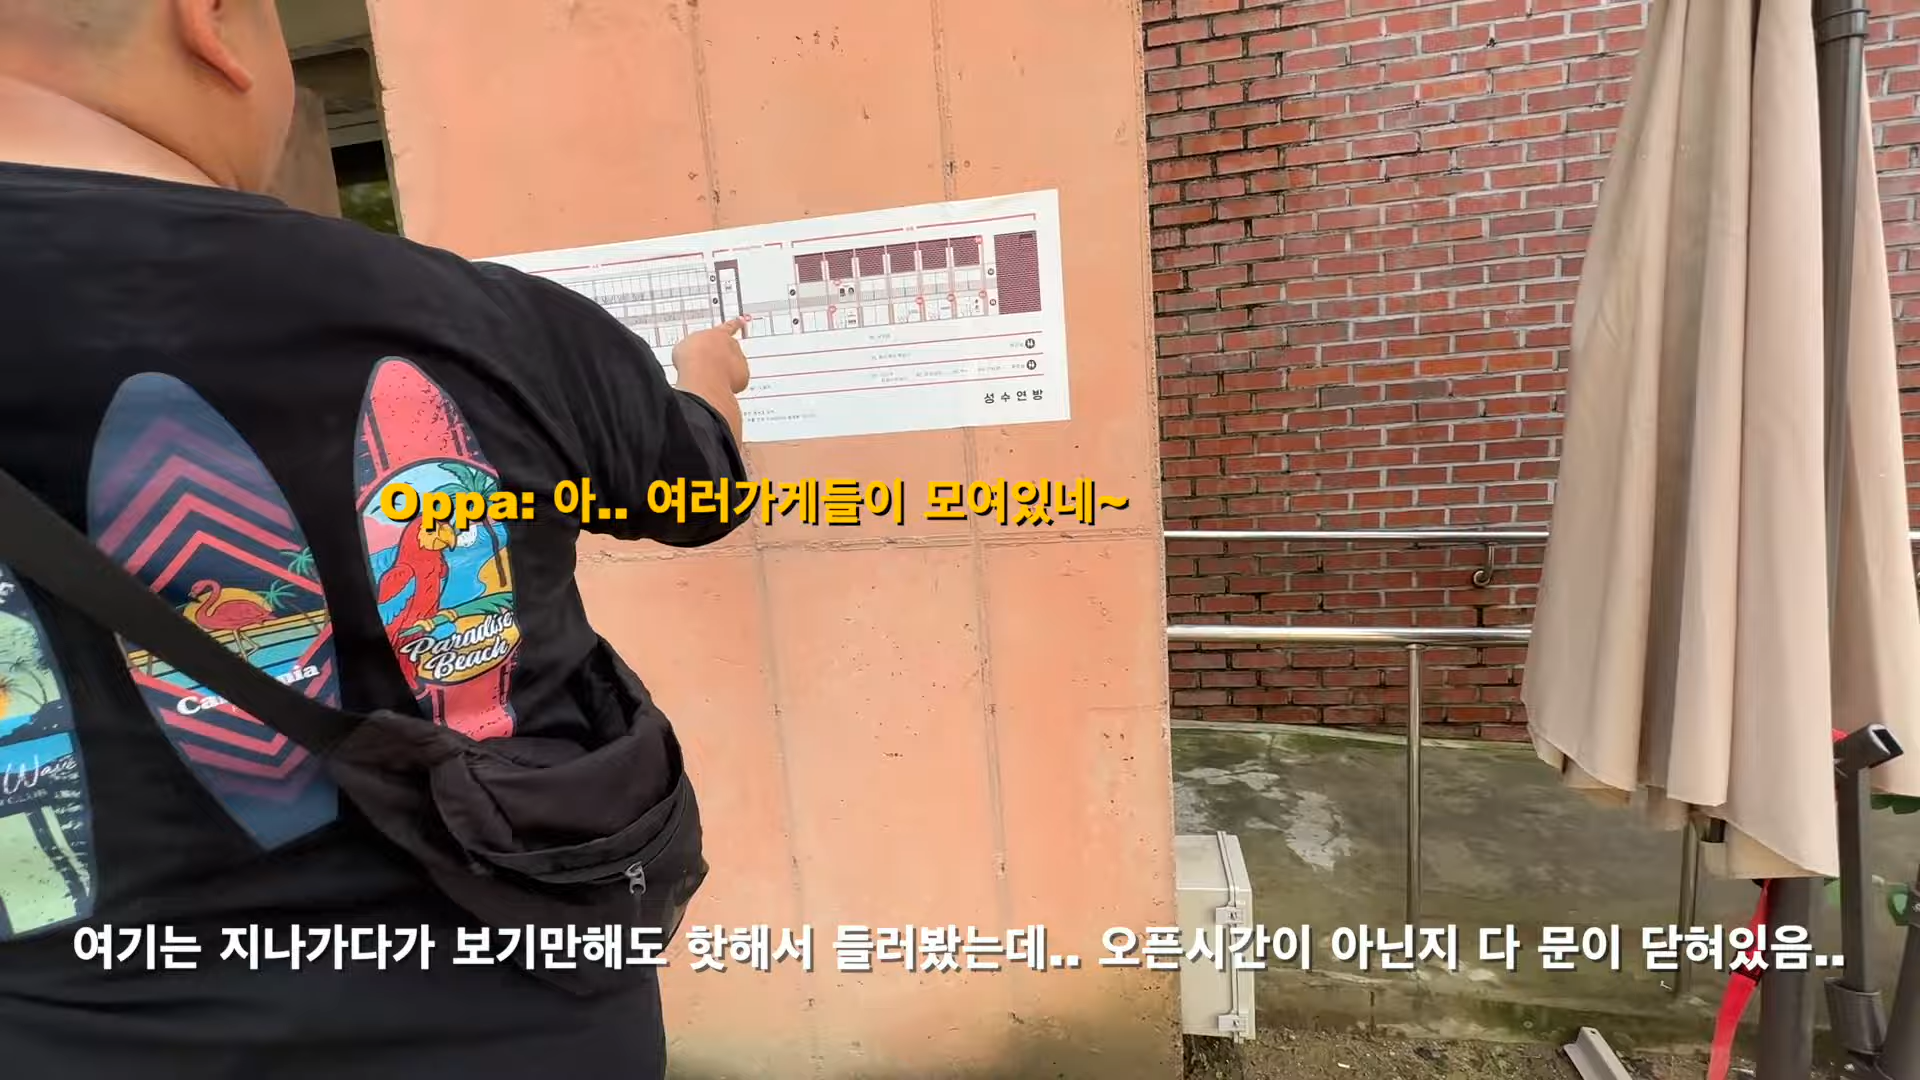 성수연방
Oppa: 아.. 여러가게들이 모여있네~
Paradise
Beach
Wave
여기는 지나가다가 보기만해도 핫해서 들러봤는데.. 오픈시간이 아닌지 다 문이 닫혀있음..